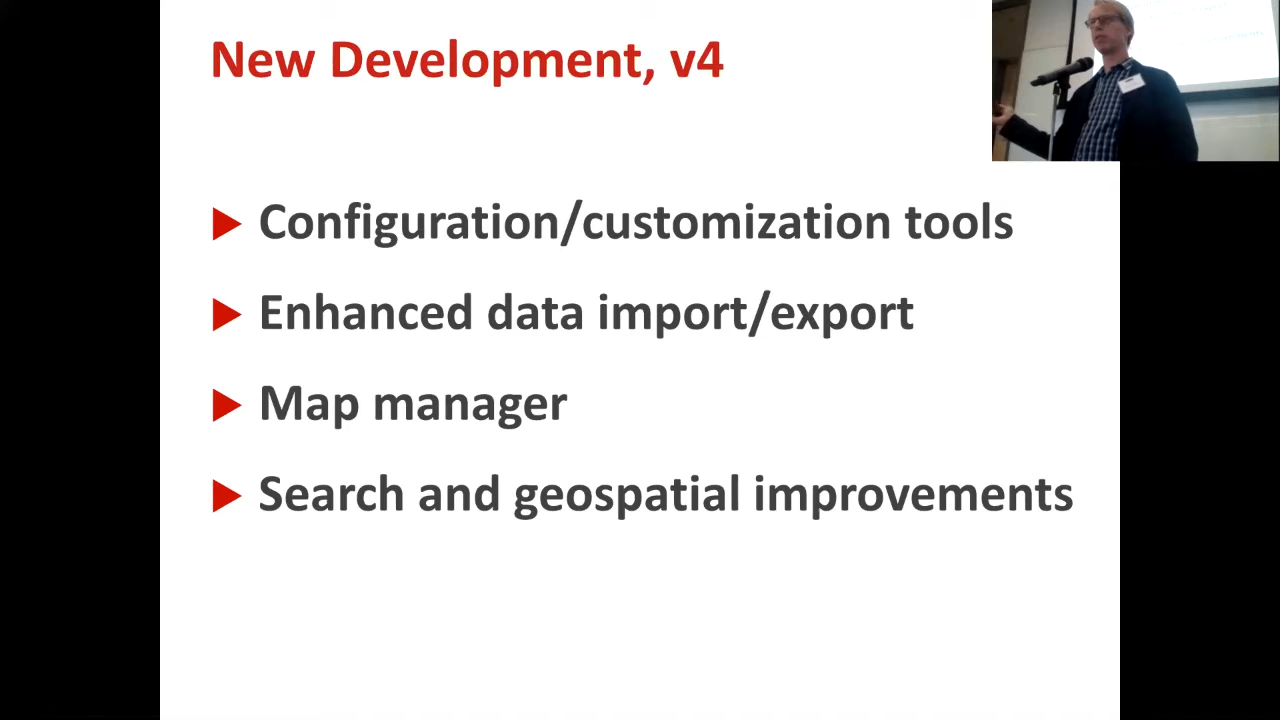 New Development, v4
Configuration/customization tools
Enhanced data import/export
Map manager
Search and geospatial improvements